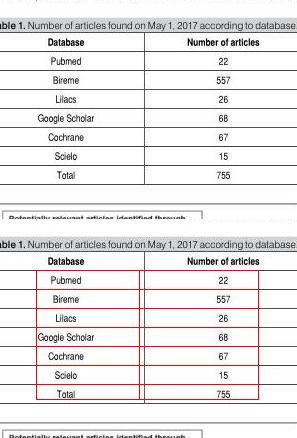 able 1. Number of articles found on May 1, 2017 according to database.
Database Number of articles
Pubmed 22
Bireme 557
Lilacs 26
Google Scholar 68
Cochrane 67
Scielo 15
Total 755
Potentially relevant articles identified through
able 1. Number of articles found on May 1, 2017 according to database.
Database Number of articles
Pubmed 22
Bireme 557
Lilacs 26
Google Scholar 68
Cochrane 67
Scielo 15
Total 755
Potentially relevant articles identified through